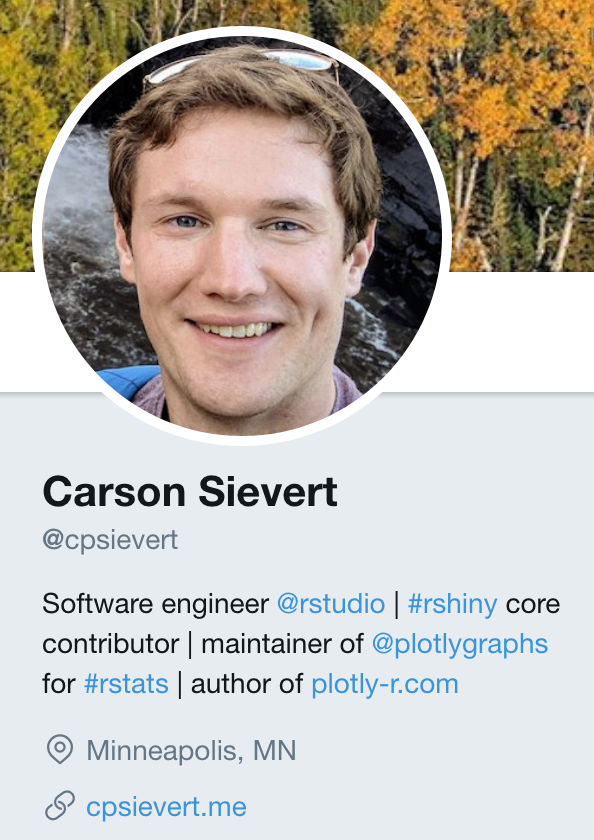 Carson Sievert
@cpsievert
Software engineer @rstudio | #rshiny core
contributor | maintainer of @plotlygraphs
for #rstats | author of plotly-r.com
Minneapolis, MN
cpsievert.me